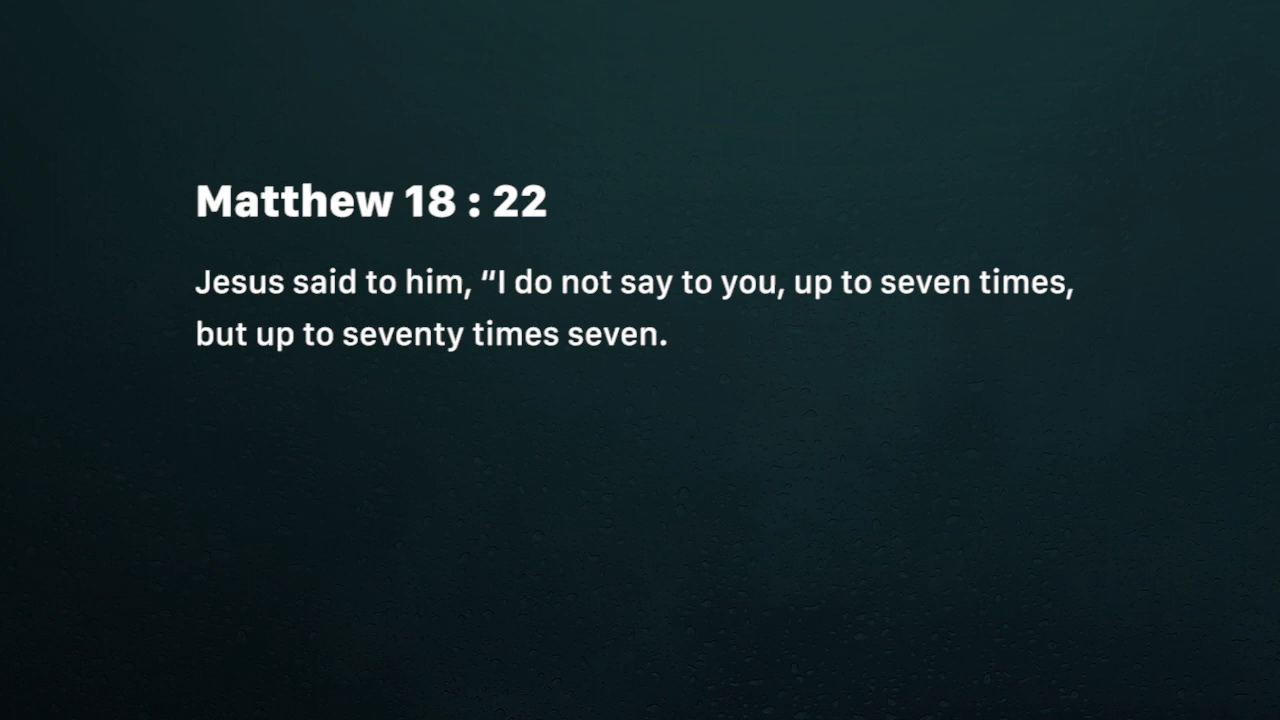 Matthew 18 : 22
Jesus said to him, “I do not say to you, up to seven times,
but up to seventy times seven.